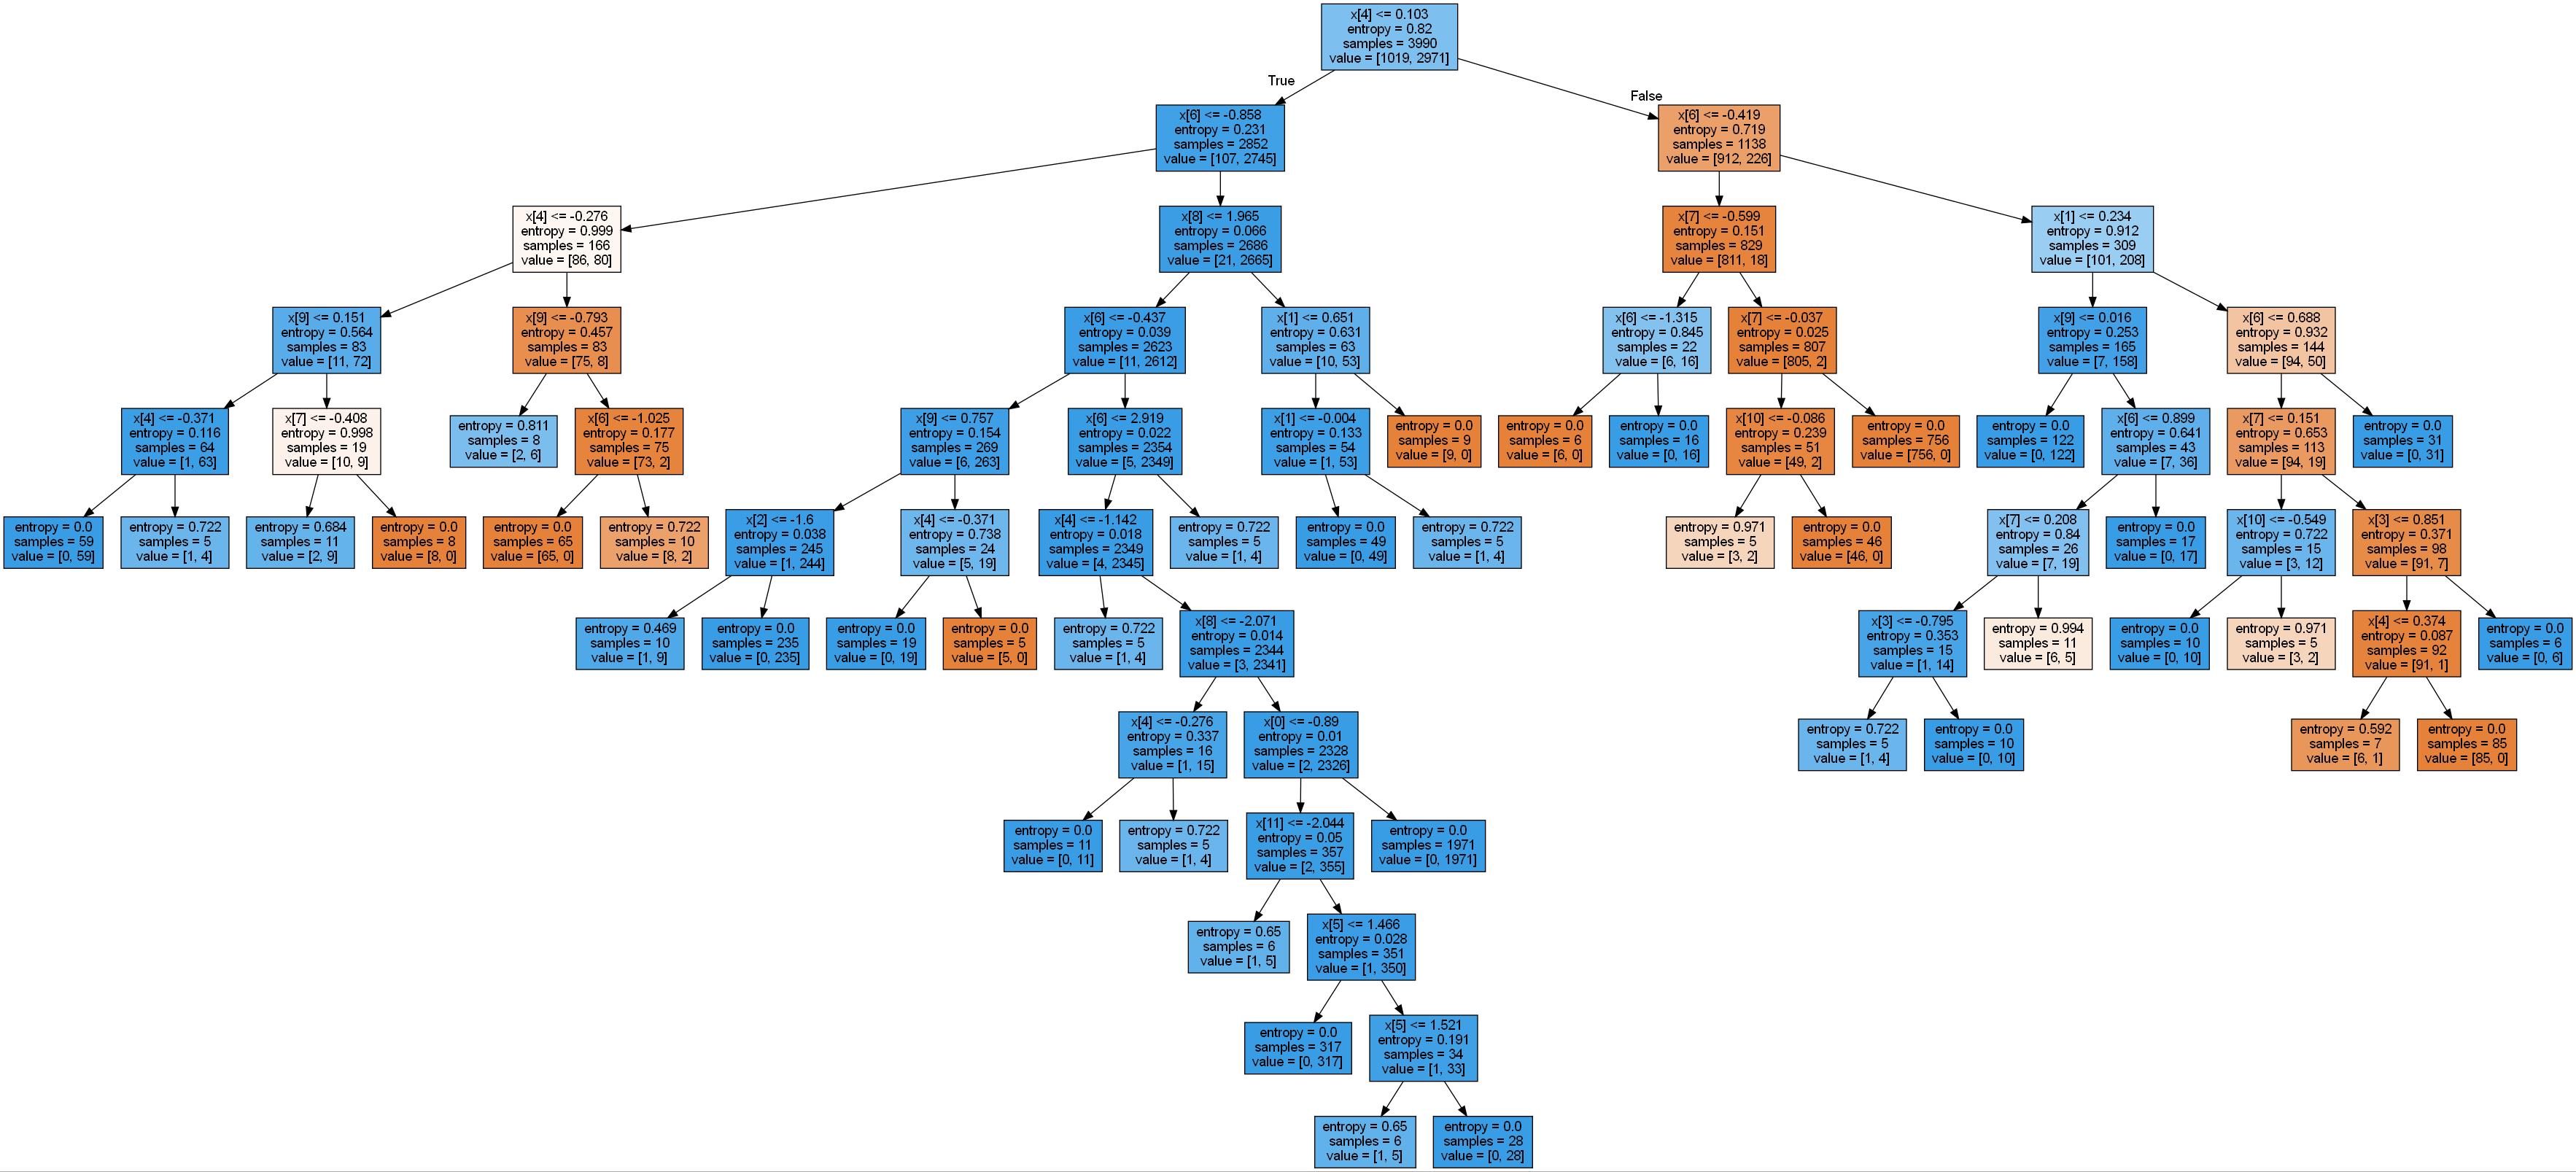 x[4] <= 0.103
entropy = 0.82
samples = 3990
value = [1019, 2971]
True
False
x[6] <= -0.858
entropy = 0.231
samples = 2852
value = [107, 2745]
x[6] <= -0.419
entropy = 0.719
samples = 1138
value = [912, 226]
x[4] <= -0.276
entropy = 0.999
samples = 166
value = [86, 80]
x[8] <= 1.965
entropy = 0.066
samples = 2686
value = [21, 2665]
x[7] <= -0.599
entropy = 0.151
samples = 829
value = [811, 18]
x[1] <= 0.234
entropy = 0.912
samples = 309
value = [101, 208]
x[9] <= 0.151
entropy = 0.564
samples = 83
value = [11, 72]
x[9] <= -0.793
entropy = 0.457
samples = 83
value = [75, 8]
x[6] <= -0.437
entropy = 0.039
samples = 2623
value = [11, 2612]
x[1] <= 0.651
entropy = 0.631
samples = 63
value = [10, 53]
x[6] <= -1.315
entropy = 0.845
samples = 22
value = [6, 16]
x[7] <= -0.037
entropy = 0.025
samples = 807
value = [805, 2]
x[9] <= 0.016
entropy = 0.253
samples = 165
value = [7, 158]
x[6] <= 0.688
entropy = 0.932
samples = 144
value = [94, 50]
x[4] <= -0.371
entropy = 0.116
samples = 64
value = [1, 63]
x[7] <= -0.408
entropy = 0.998
samples = 19
value = [10, 9]
entropy = 0.811
samples = 8
value = [2, 6]
x[6] <= -1.025
entropy = 0.177
samples = 75
value = [73, 2]
x[9] <= 0.757
entropy = 0.154
samples = 269
value = [6, 263]
x[6] <= 2.919
entropy = 0.022
samples = 2354
value = [5, 2349]
x[1] <= -0.004
entropy = 0.133
samples = 54
value = [1, 53]
entropy = 0.0
samples = 9
value = [9, 0]
entropy = 0.0
samples = 6
value = [6, 0]
entropy = 0.0
samples = 16
value = [0, 16]
x[10] <= -0.086
entropy = 0.239
samples = 51
value = [49, 2]
entropy = 0.0
samples = 756
value = [756, 0]
entropy = 0.0
samples = 122
value = [0, 122]
x[6] <= 0.899
entropy = 0.641
samples = 43
value = [7, 36]
x[7] <= 0.151
entropy = 0.653
samples = 113
value = [94, 19]
entropy = 0.0
samples = 31
value = [0, 31]
entropy = 0.0
samples = 59
value = [0, 59]
entropy = 0.722
samples = 5
value = [1, 4]
entropy = 0.684
samples = 11
value = [2, 9]
entropy = 0.0
samples = 8
value = [8, 0]
entropy = 0.0
samples = 65
value = [65, 0]
entropy = 0.722
samples = 10
value = [8, 2]
x[2] <= -1.6
entropy = 0.038
samples = 245
value = [1, 244]
x[4] <= -0.371
entropy = 0.738
samples = 24
value = [5, 19]
x[4] <= -1.142
entropy = 0.018
samples = 2349
value = [4, 2345]
entropy = 0.722
samples = 5
value = [1, 4]
entropy = 0.0
samples = 49
value = [0, 49]
entropy = 0.722
samples = 5
value = [1, 4]
entropy = 0.971
samples = 5
value = [3, 2]
entropy = 0.0
samples = 46
value = [46, 0]
x[7] <= 0.208
entropy = 0.84
samples = 26
value = [7, 19]
entropy = 0.0
samples = 17
value = [0, 17]
x[10] <= -0.549
entropy = 0.722
samples = 15
value = [3, 12]
x[3] <= 0.851
entropy = 0.371
samples = 98
value = [91, 7]
entropy = 0.469
samples = 10
value = [1, 9]
entropy = 0.0
samples = 235
value = [0, 235]
entropy = 0.0
samples = 19
value = [0, 19]
entropy = 0.0
samples = 5
value = [5, 0]
entropy = 0.722
samples = 5
value = [1, 4]
x[8] <= -2.071
entropy = 0.014
samples = 2344
value = [3, 2341]
x[3] <= -0.795
entropy = 0.353
samples = 15
value = [1, 14]
entropy = 0.994
samples = 11
value = [6, 5]
entropy = 0.0
samples = 10
value = [0, 10]
entropy = 0.971
samples = 5
value = [3, 2]
x[4] <= 0.374
entropy = 0.087
samples = 92
value = [91, 1]
entropy = 0.0
samples = 6
value = [0, 6]
x[4] <= -0.276
entropy = 0.337
samples = 16
value = [1, 15]
x[0] <= -0.89
entropy = 0.01
samples = 2328
value = [2, 2326]
entropy = 0.722
samples = 5
value = [1, 4]
entropy = 0.0
samples = 10
value = [0, 10]
entropy = 0.592
samples = 7
value = [6, 1]
entropy = 0.0
samples = 85
value = [85, 0]
entropy = 0.0
samples = 11
value = [0, 11]
entropy = 0.722
samples = 5
value = [1, 4]
x[11] <= -2.044
entropy = 0.05
samples = 357
value = [2, 355]
entropy = 0.0
samples = 1971
value = [0, 1971]
entropy = 0.65
samples = 6
value = [1, 5]
x[5] <= 1.466
entropy = 0.028
samples = 351
value = [1, 350]
entropy = 0.0
samples = 317
value = [0, 317]
x[5] <= 1.521
entropy = 0.191
samples = 34
value = [1, 33]
entropy = 0.65
samples = 6
value = [1, 5]
entropy = 0.0
samples = 28
value = [0, 28]